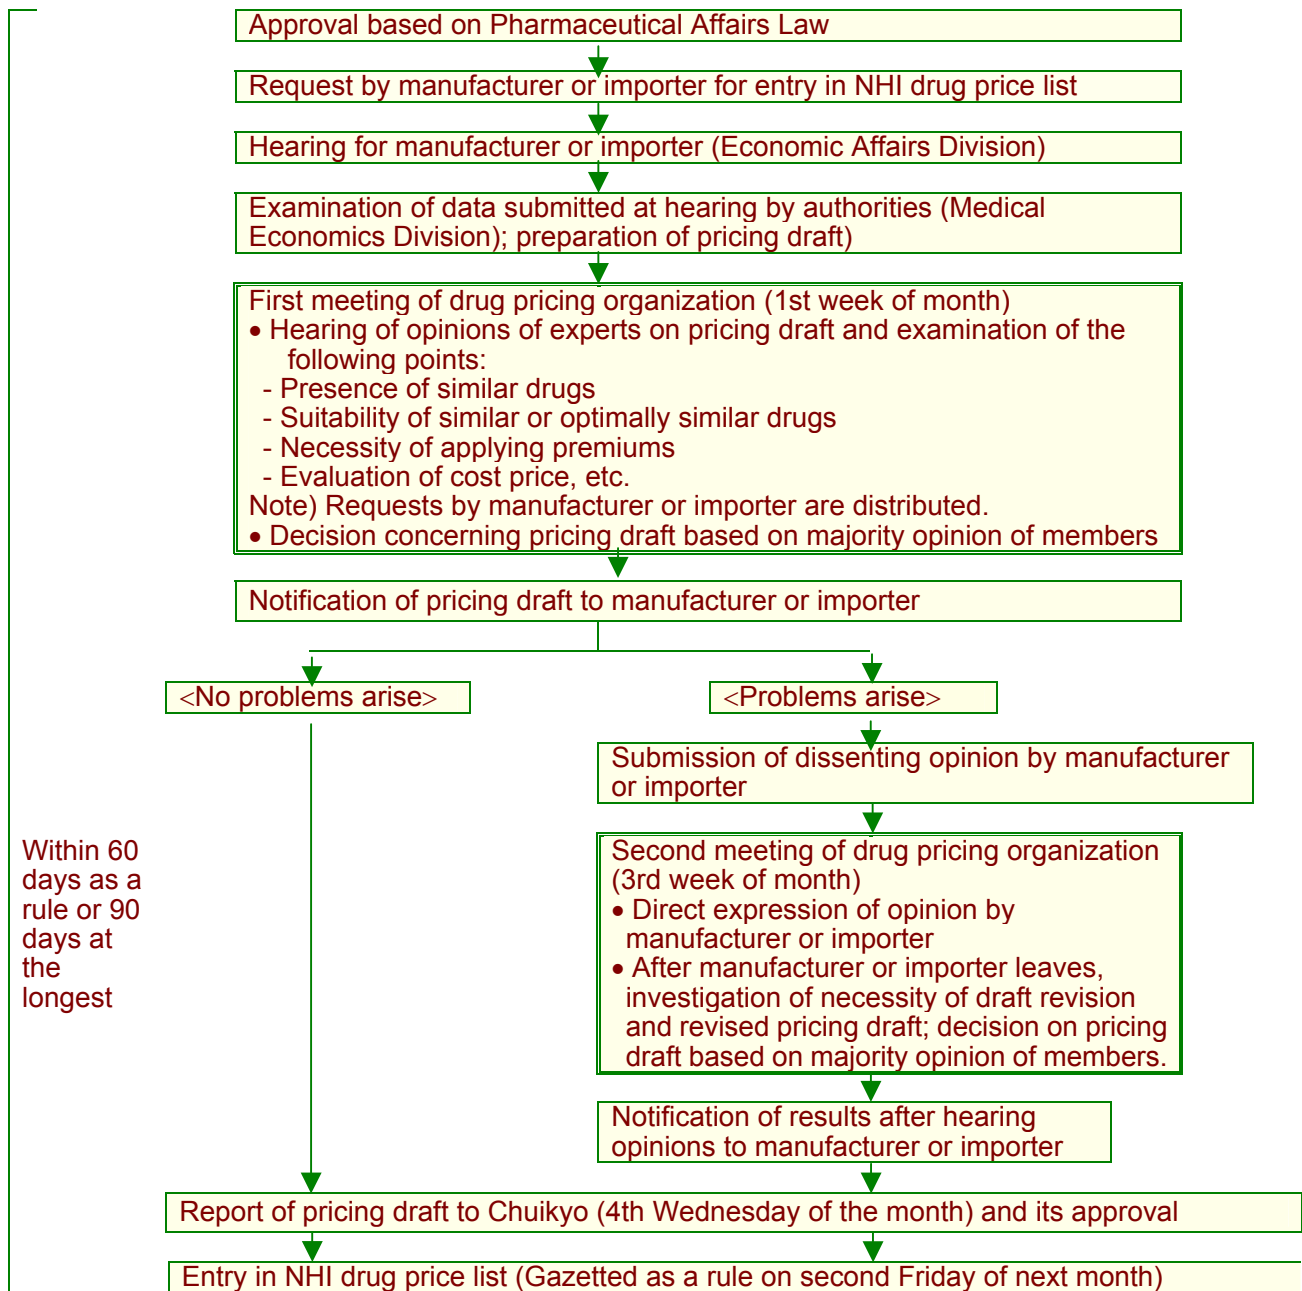 Approval based on Pharmaceutical Affairs Law
Request by manufacturer or importer for entry in NHI drug price list
Hearing for manufacturer or importer (Economic Affairs Division)
Examination of data submitted at hearing by authorities (Medical
Economics Division); preparation of pricing draft)
First meeting of drug pricing organization (1st week of month)
• Hearing of opinions of experts on pricing draft and examination of the
following points:
- Presence of similar drugs
- Suitability of similar or optimally similar drugs
- Necessity of applying premiums
- Evaluation of cost price, etc.
Note) Requests by manufacturer or importer are distributed.
• Decision concerning pricing draft based on majority opinion of members
Notification of pricing draft to manufacturer or importer
<No problems arise>
<Problems arise>
Submission of dissenting opinion by manufacturer
or importer
Within 60
days as a
rule or 90
days at
the
longest
Second meeting of drug pricing organization
(3rd week of month)
• Direct expression of opinion by
manufacturer or importer
• After manufacturer or importer leaves,
investigation of necessity of draft revision
and revised pricing draft; decision on pricing
draft based on majority opinion of members.
Notification of results after hearing
opinions to manufacturer or importer
Report of pricing draft to Chuikyo (4th Wednesday of the month) and its approval
Entry in NHI drug price list (Gazetted as a rule on second Friday of next month)